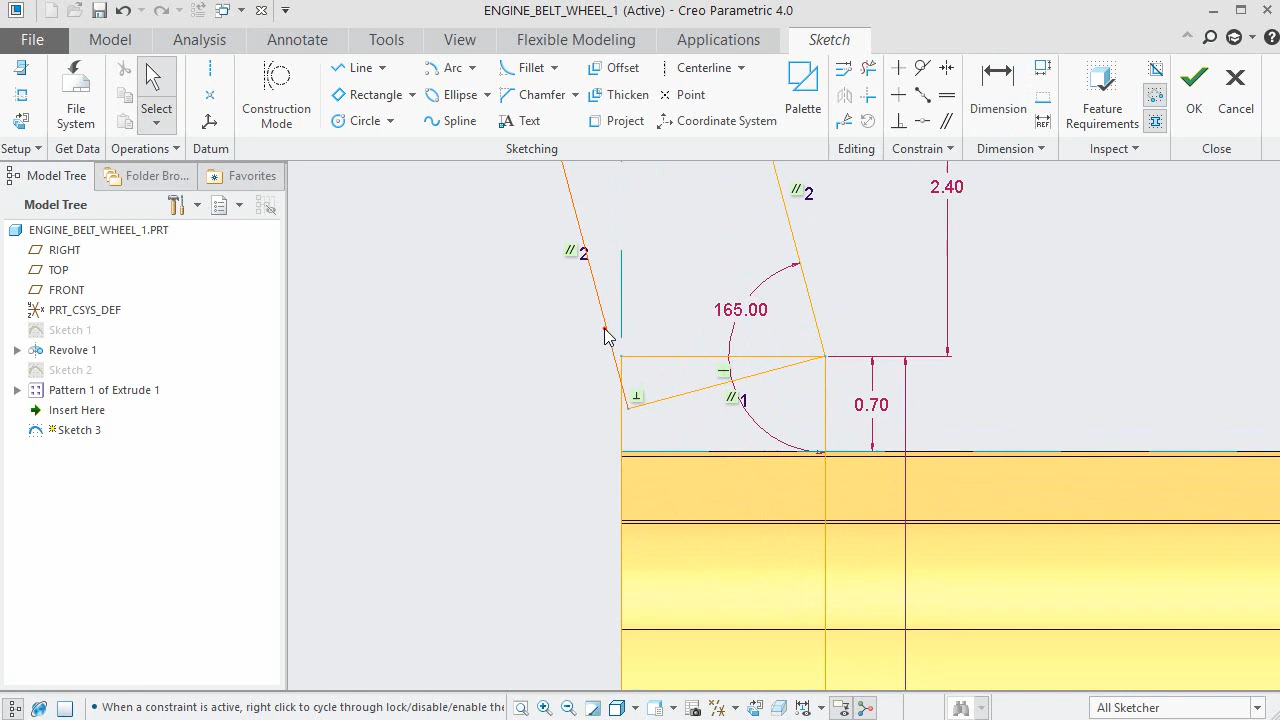 ENGINE_BELT_WHEEL_1 (Active) - Creo Parametric 4.0
File Model Analysis Annotate Tools View Flexible Modeling Applications Sketch
Line Arc Fillet Offset Centerline
Rectangle Ellipse Chamfer Thicken Point
Circle Spline Text Project Coordinate System
File System
Select
Construction Mode
Palette
Dimension
Feature Requirements
OK
Cancel
Setup Get Data Operations Datum Sketching Editing Constrain Dimension Inspect Close
Model Tree Folder Bro... Favorites
Model Tree
ENGINE_BELT_WHEEL_1.PRT
RIGHT
TOP
FRONT
PRT_CSYS_DEF
Sketch 1
Revolve 1
Sketch 2
Pattern 1 of Extrude 1
Insert Here
Sketch 3
2.40
2
2
165.00
1
0.70
• When a constraint is active, right click to cycle through lock/disable/enable the
All Sketcher